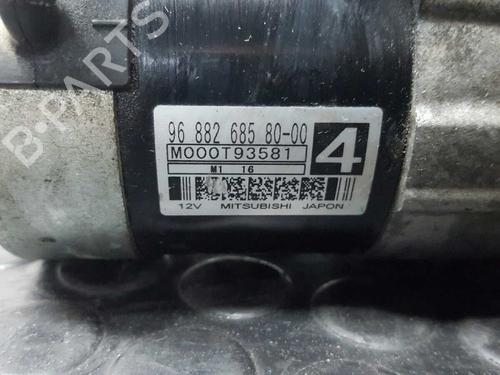 B-PARTS
96 882 685 80-00
M000T93581
4
M1 16
12V MITSUBISHI JAPON